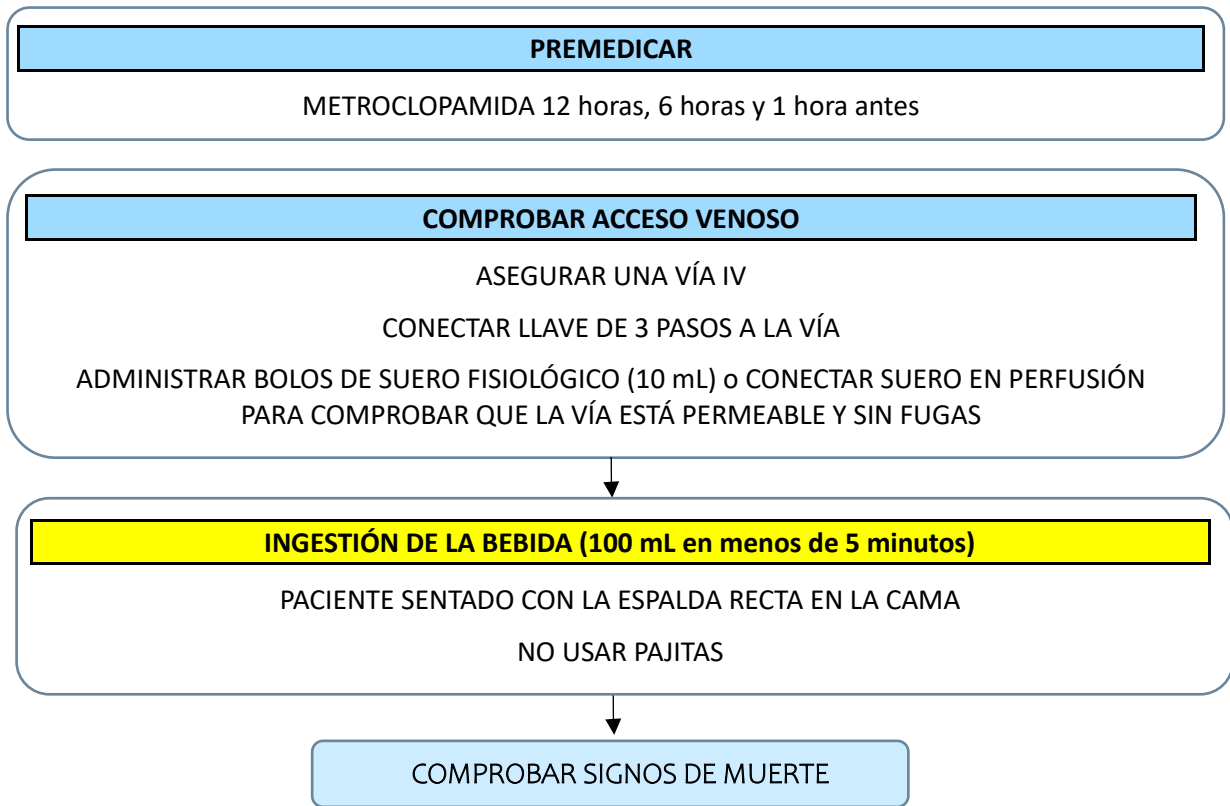 PREMEDICAR
METROCLOPAMIDA 12 horas, 6 horas y 1 hora antes
COMPROBAR ACCESO VENOSO
ASEGURAR UNA VÍA IV
CONECTAR LLAVE DE 3 PASOS A LA VÍA
ADMINISTRAR BOLOS DE SUERO FISIOLÓGICO (10 mL) o CONECTAR SUERO EN PERFUSIÓN
PARA COMPROBAR QUE LA VÍA ESTÁ PERMEABLE Y SIN FUGAS
INGESTIÓN DE LA BEBIDA (100 mL en menos de 5 minutos)
PACIENTE SENTADO CON LA ESPALDA RECTA EN LA CAMA
NO USAR PAJITAS
COMPROBAR SIGNOS DE MUERTE